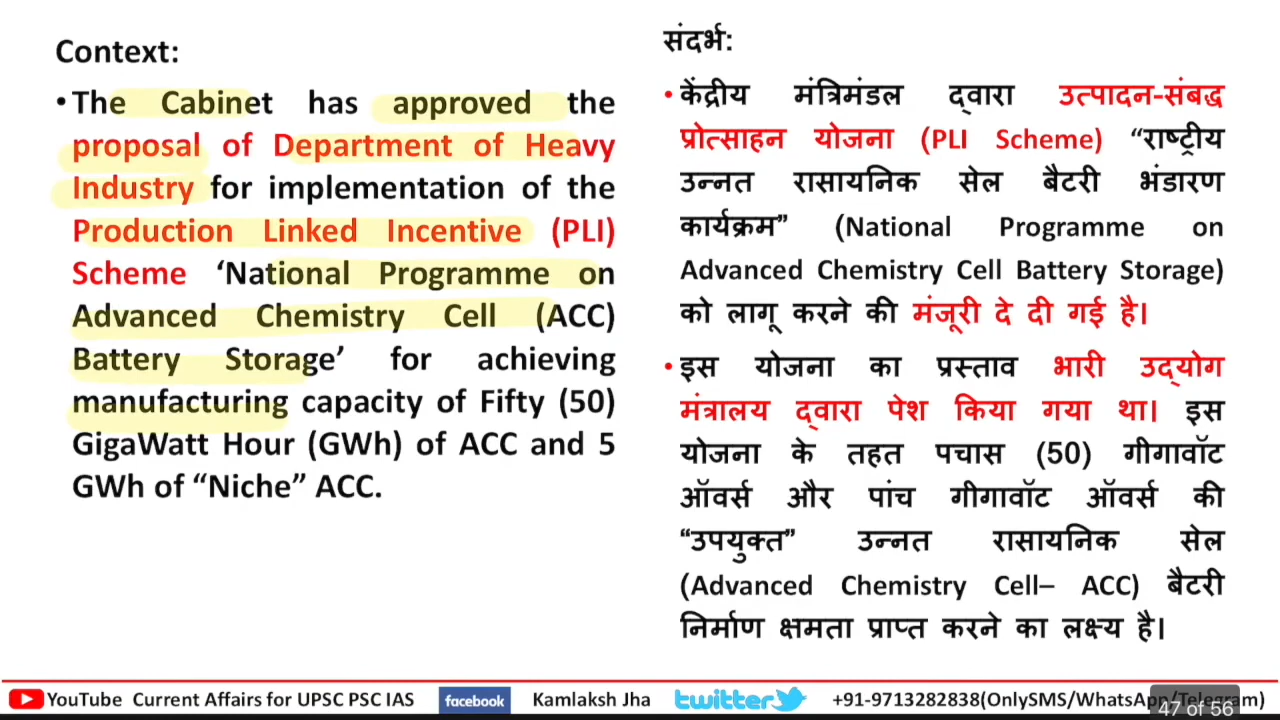 Context:
• The Cabinet has approved the
proposal of Department of Heavy
Industry for implementation of the
Production Linked Incentive (PLI)
Scheme ‘National Programme on
Advanced Chemistry Cell (ACC)
Battery Storage’ for achieving
manufacturing capacity of Fifty (50)
GigaWatt Hour (GWh) of ACC and 5
GWh of “Niche” ACC.
संदर्भ:
• केंद्रीय मंत्रिमंडल द्वारा उत्पादन-संबद्ध
प्रोत्साहन योजना (PLI Scheme) “राष्ट्रीय
उन्नत रासायनिक सेल बैटरी भंडारण
कार्यक्रम” (National Programme on
Advanced Chemistry Cell Battery Storage)
को लागू करने की मंजूरी दे दी गई है।
• इस योजना का प्रस्ताव भारी उद्योग
मंत्रालय द्वारा पेश किया गया था। इस
योजना के तहत पचास (50) गीगावॉट
ऑवर्स और पांच गीगावॉट ऑवर्स की
“उपयुक्त” उन्नत रासायनिक सेल
(Advanced Chemistry Cell– ACC) बैटरी
निर्माण क्षमता प्राप्त करने का लक्ष्य है।
YouTube Current Affairs for UPSC PSC IAS facebook Kamlaksh Jha twitter +91-9713282838(OnlySMS/WhatsApp/Telegram)
47 of 56